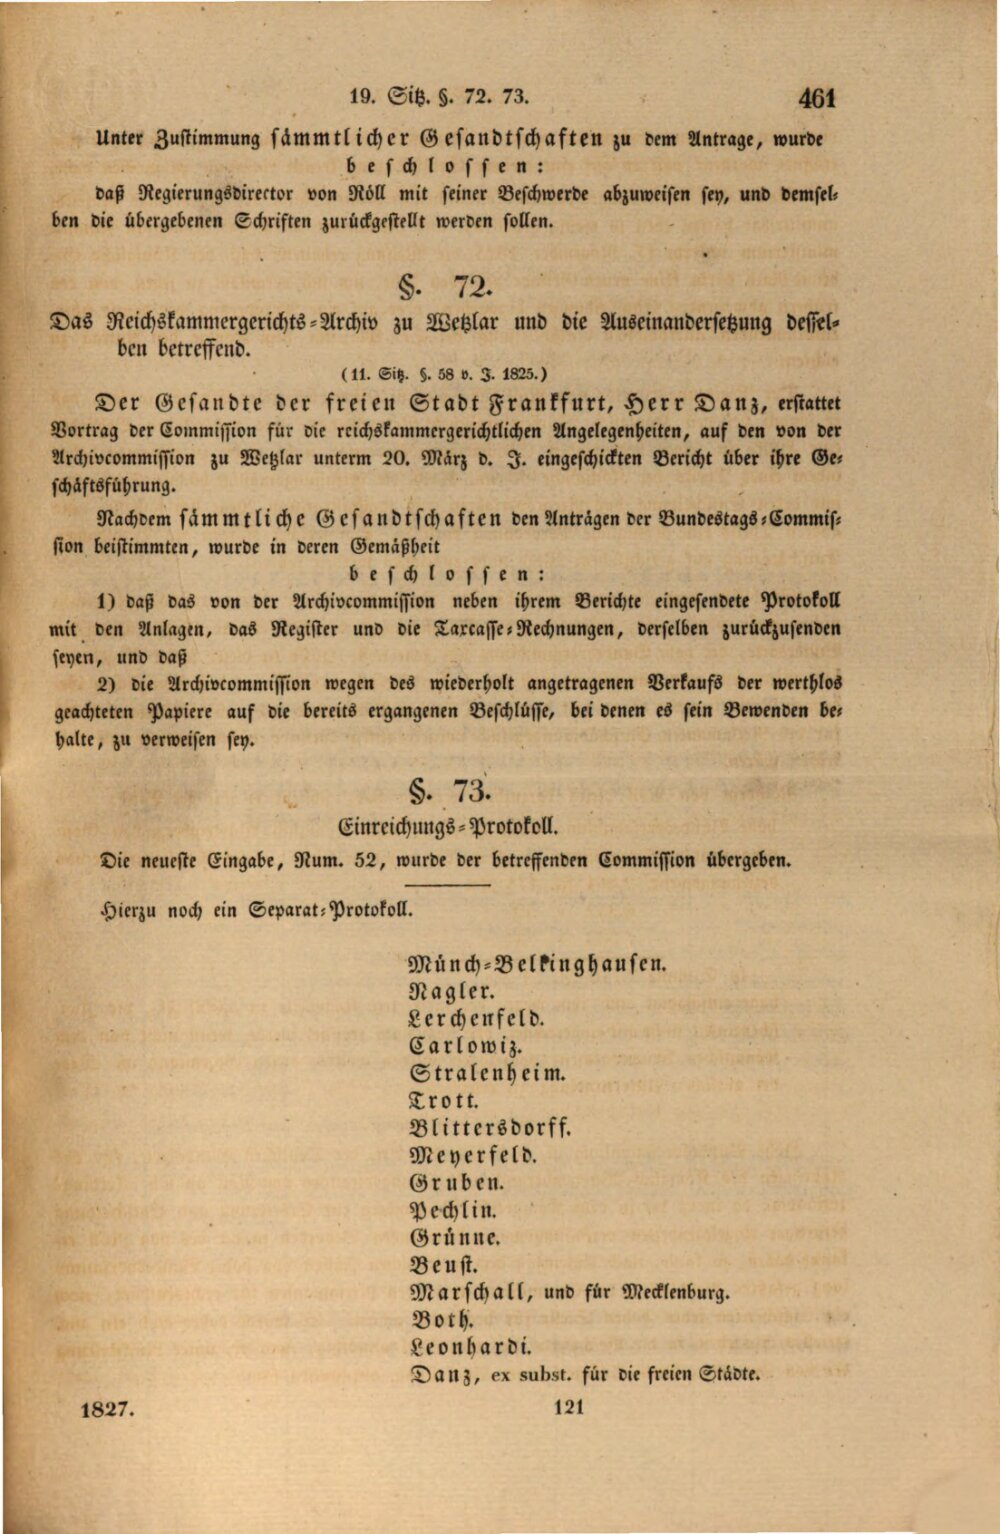 19. Sitz. §. 72. 73. 461
Unter Zustimmung sämmtlicher Gesandtschaften zu dem Antrage, wurde
beschlossen:
daß Regierungsdirector von Röll mit seiner Beschwerde abzuweisen sey, und demsel-
ben die übergebenen Schriften zurückgestellt werden sollen.
§. 72.
Das Reichskammergerichts-Archiv zu Wetzlar und die Auseinandersetzung dessel-
ben betreffend.
(11. Sitz. §. 58 v. J. 1825.)
Der Gesandte der freien Stadt Frankfurt, Herr Danz, erstattet
Vortrag der Commission für die reichskammergerichtlichen Angelegenheiten, auf den von der
Archivcommission zu Wetzlar unterm 20. März d. J. eingeschickten Bericht über ihre Ge-
schäftsführung.
Nachdem sämmtliche Gesandtschaften den Anträgen der Bundestags-Commis-
sion beistimmten, wurde in deren Gemäßheit
beschlossen:
1) daß das von der Archivcommission neben ihrem Berichte eingesendete Protokoll
mit den Anlagen, das Register und die Taxcasse-Rechnungen, derselben zurückzusenden
seyen, und daß
2) die Archivcommission wegen des wiederholt angetragenen Verkaufs der werthlos
geachteten Papiere auf die bereits ergangenen Beschlüsse, bei denen es sein Bewenden be-
halte, zu verweisen sey.
§. 73.
Einreichungs-Protokoll.
Die neueste Eingabe, Num. 52, wurde der betreffenden Commission übergeben.
Hierzu noch ein Separat-Protokoll.
Münch-Bellinghausen.
Nagler.
Lerchenfeld.
Carlowiz.
Stralenheim.
Trott.
Blittersdorff.
Meyerfeld.
Gruben.
Pechlin.
Grünne.
Beust.
Marschall, und für Mecklenburg.
Both.
Leonhardi.
Danz, ex subst. für die freien Städte.
1827. 121